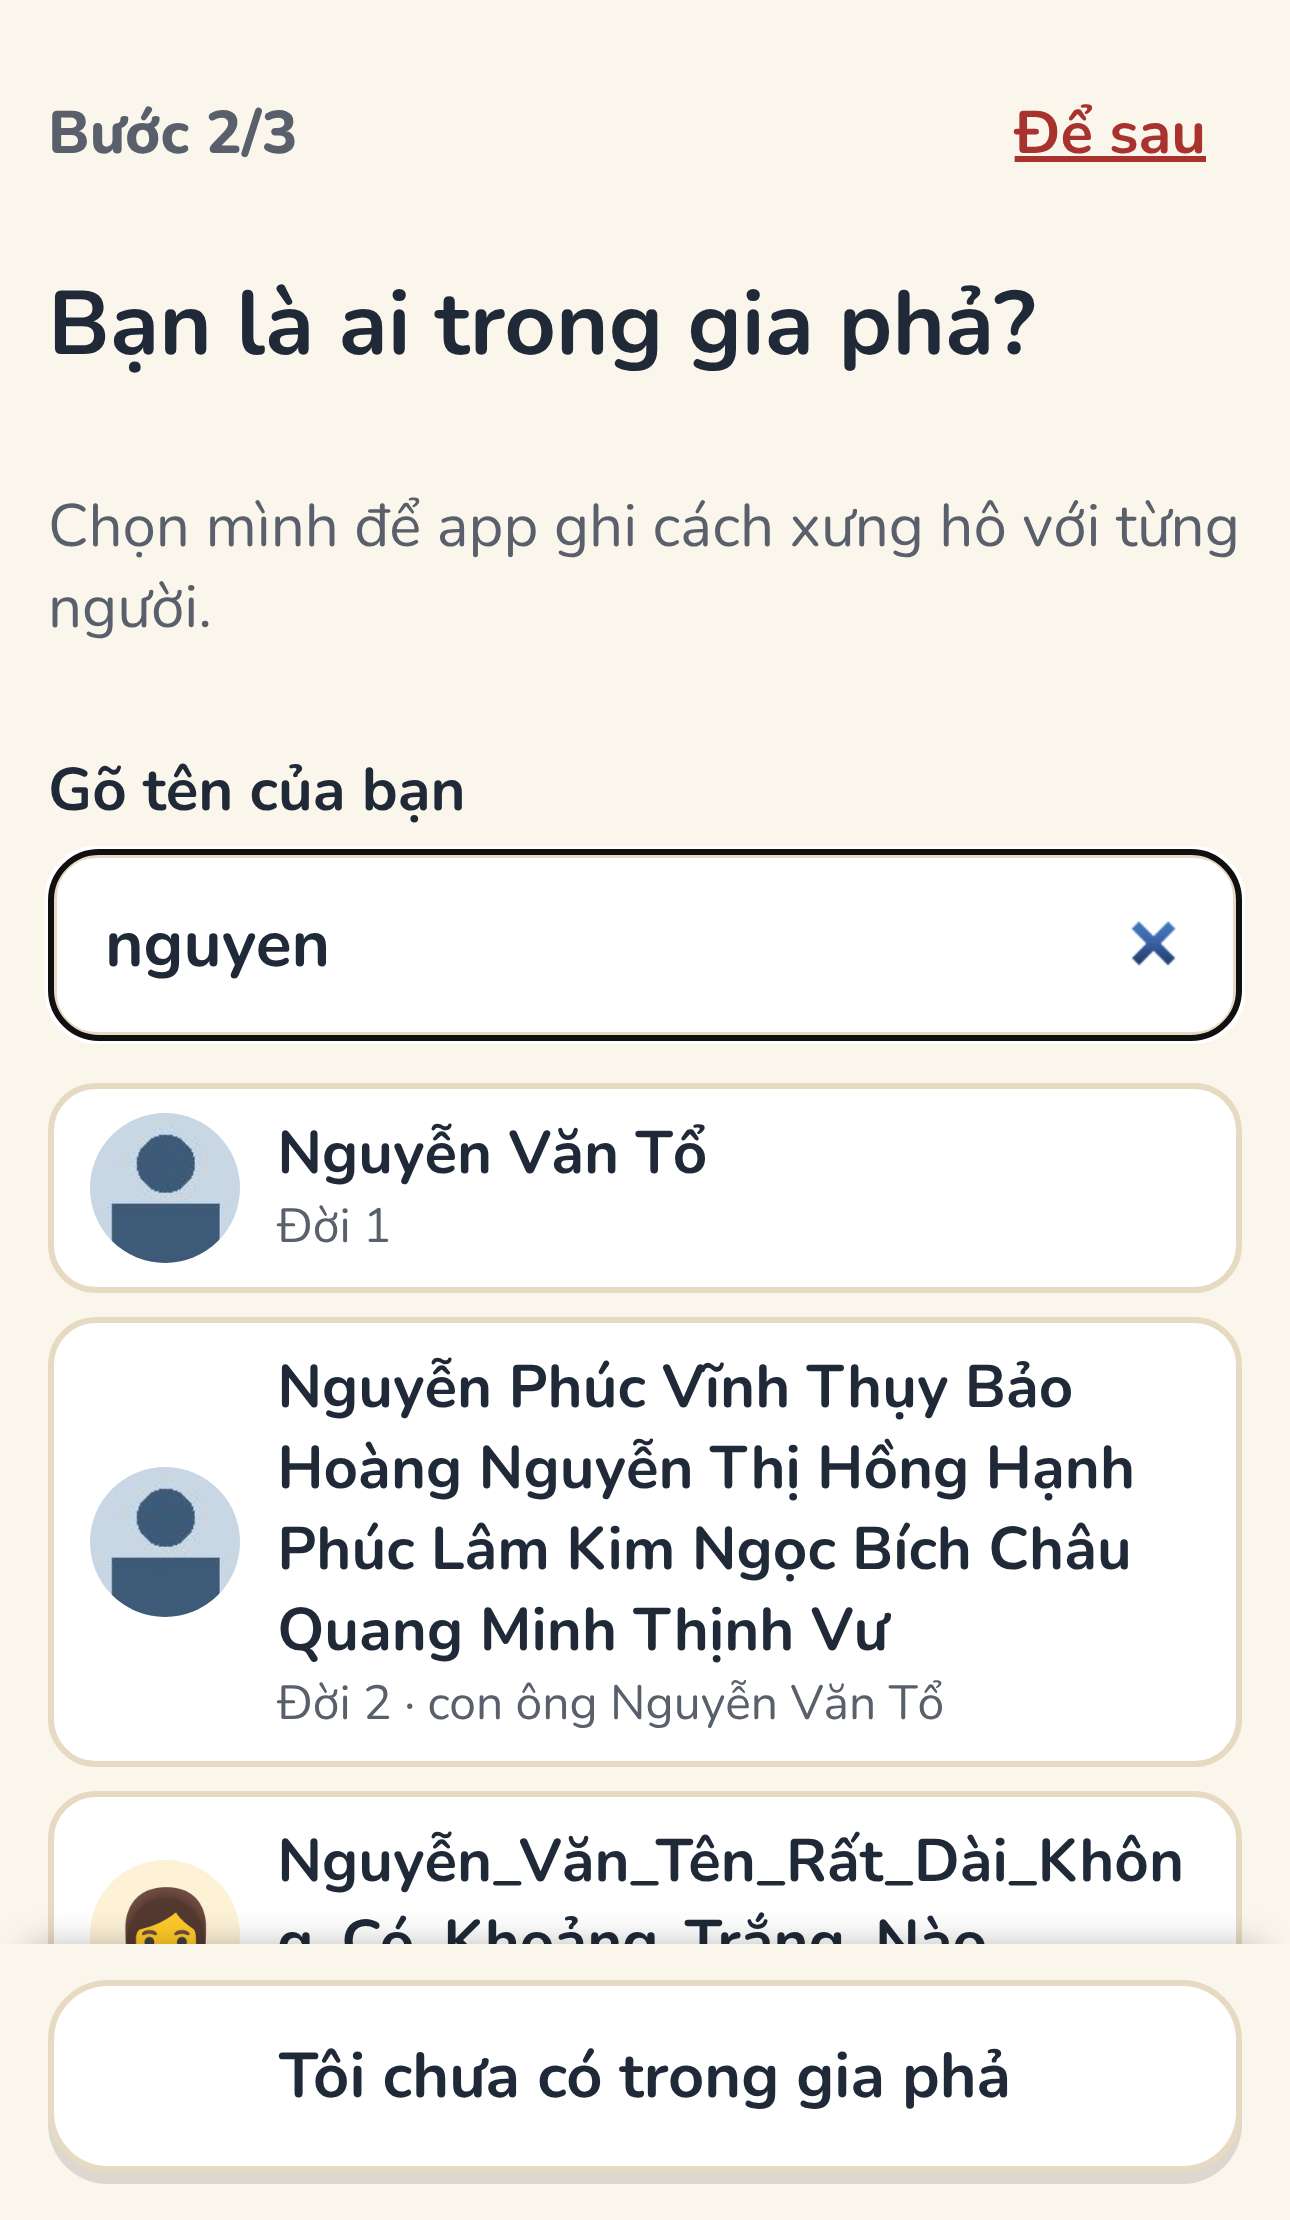 Bước 2/3
Để sau
Bạn là ai trong gia phả?
Chọn mình để app ghi cách xưng hô với từng
người.
Gõ tên của bạn
nguyen
Nguyễn Văn Tổ
Đời 1
Nguyễn Phúc Vĩnh Thụy Bảo
Hoàng Nguyễn Thị Hồng Hạnh
Phúc Lâm Kim Ngọc Bích Châu
Quang Minh Thịnh Vư
Đời 2 · con ông Nguyễn Văn Tổ
Nguyễn_Văn_Tên_Rất_Dài_Khôn
g_Có_Khoảng_Trắng_Nào
Tôi chưa có trong gia phả